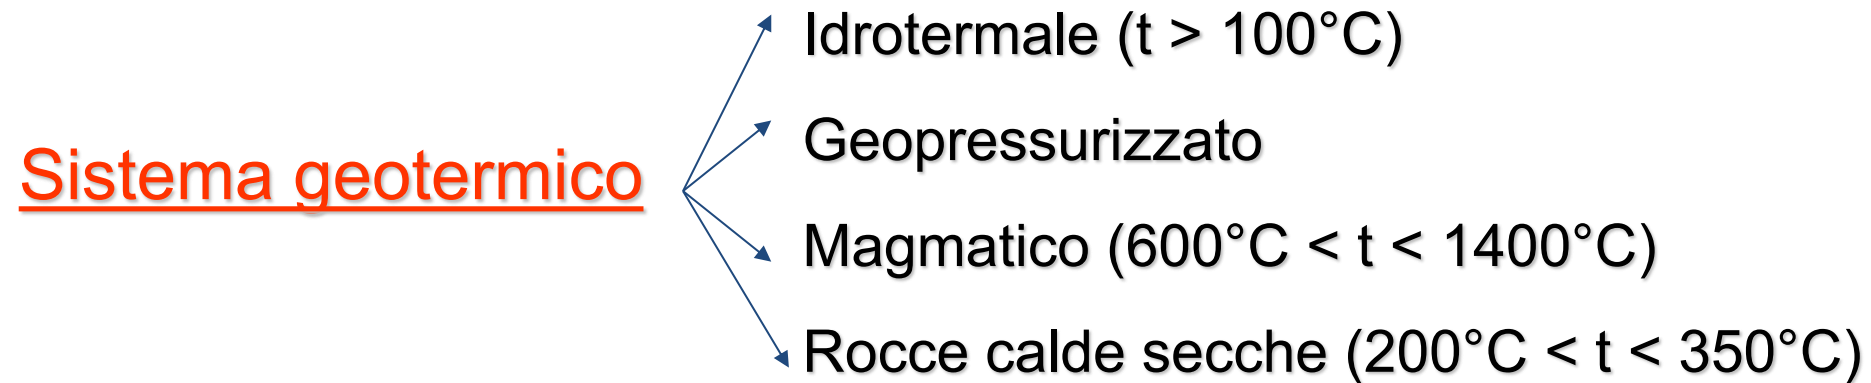 Idrotermale (t > 100°C)
Geopressurizzato
Sistema geotermico
Magmatico (600°C < t < 1400°C)
Rocce calde secche (200°C < t < 350°C)